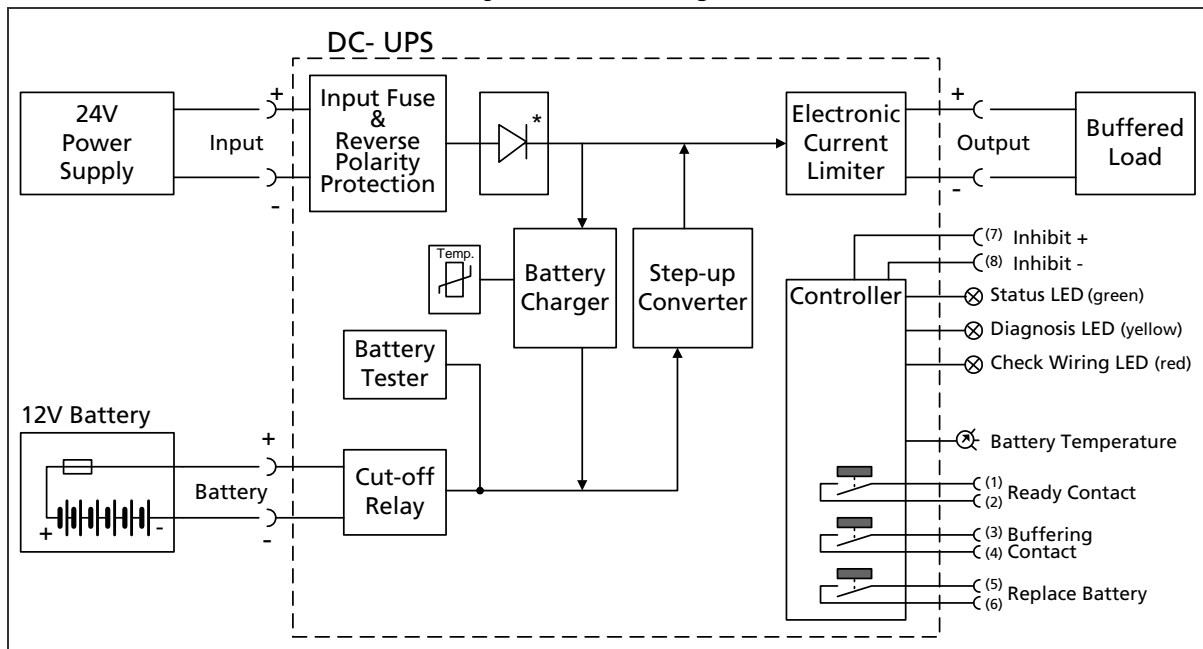 DC- UPS
24V
Power
Supply
+
Input
-
Input Fuse
&
Reverse
Polarity
Protection
*
Electronic
Current
Limiter
+
Output
-
Buffered
Load
Temp.
Battery
Charger
Step-up
Converter
Battery
Tester
12V Battery
+ -
+
Battery
-
Cut-off
Relay
Controller
(7) Inhibit +
(8) Inhibit -
Status LED (green)
Diagnosis LED (yellow)
Check Wiring LED (red)
Battery Temperature
(1)
(2) Ready Contact
(3) Buffering
(4) Contact
(5)
(6) Replace Battery